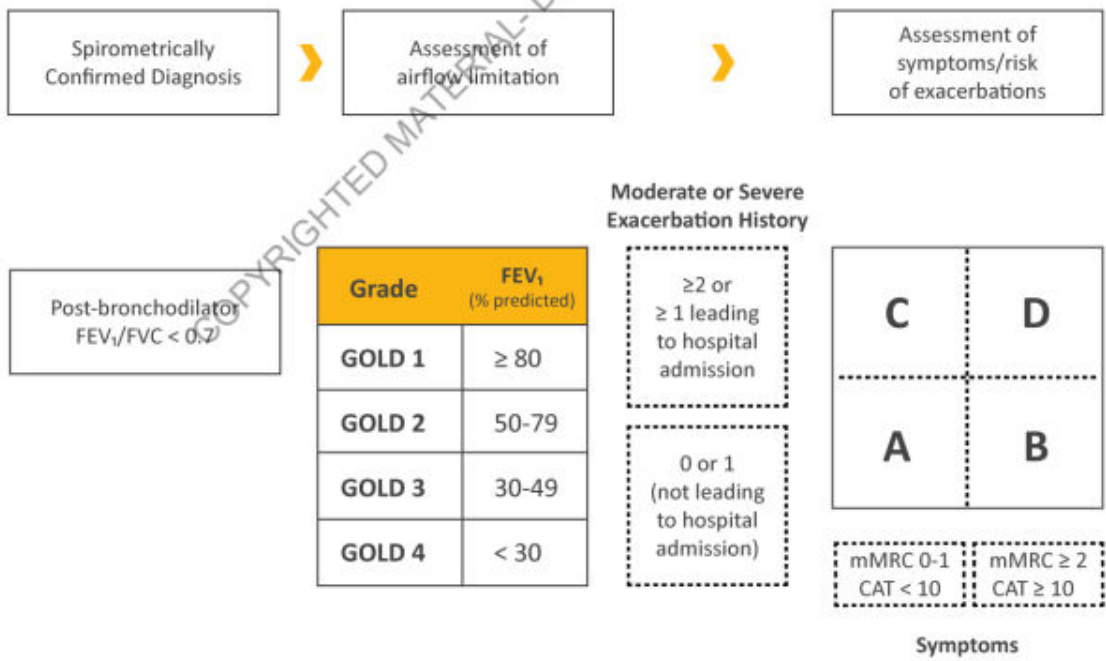 Spirometrically
Confirmed Diagnosis
Assessment of
airflow limitation
Assessment of
symptoms/risk
of exacerbations
COPYRIGHTED MATERIAL-
Moderate or Severe
Exacerbation History
Post-bronchodilator
FEV₁/FVC < 0.7
Grade FEV₁
(% predicted)
GOLD 1 ≥ 80
GOLD 2 50-79
GOLD 3 30-49
GOLD 4 < 30
≥2 or
≥ 1 leading
to hospital
admission
0 or 1
(not leading
to hospital
admission)
C D
A B
mMRC 0-1
CAT < 10
mMRC ≥ 2
CAT ≥ 10
Symptoms